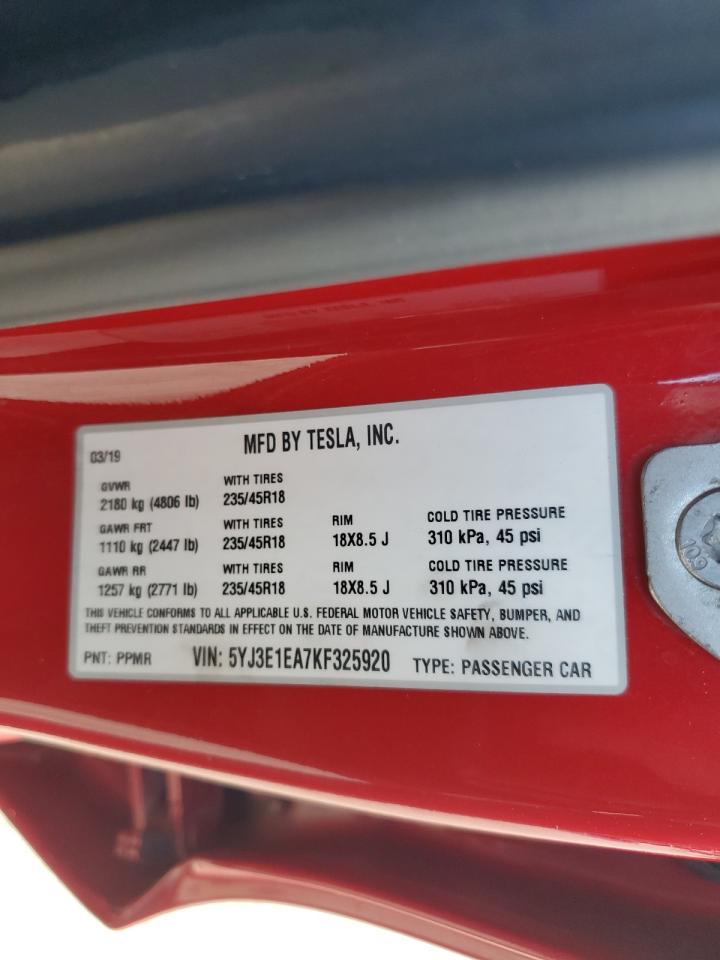 MFD BY TESLA, INC.
03/19
GVWR WITH TIRES
2180 kg (4806 lb) 235/45R18
GAWR FRT WITH TIRES RIM COLD TIRE PRESSURE
1110 kg (2447 lb) 235/45R18 18X8.5 J 310 kPa, 45 psi
GAWR RR WITH TIRES RIM COLD TIRE PRESSURE
1257 kg (2771 lb) 235/45R18 18X8.5 J 310 kPa, 45 psi
THIS VEHICLE CONFORMS TO ALL APPLICABLE U.S. FEDERAL MOTOR VEHICLE SAFETY, BUMPER, AND
THEFT PREVENTION STANDARDS IN EFFECT ON THE DATE OF MANUFACTURE SHOWN ABOVE.
PNT: PPMR VIN: 5YJ3E1EA7KF325920 TYPE: PASSENGER CAR
109